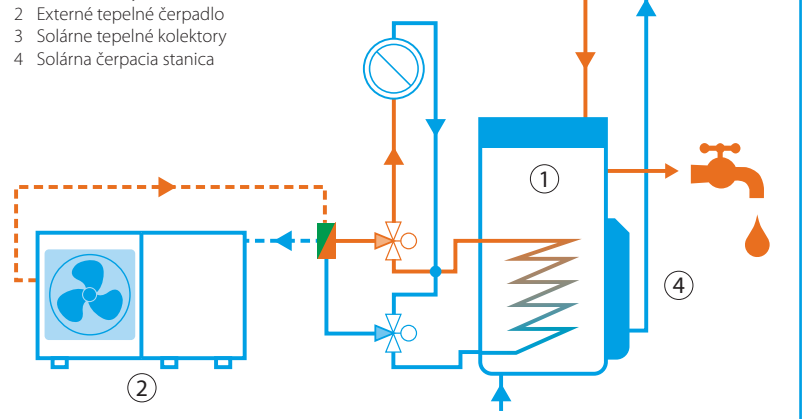 2 Externé tepelné čerpadlo
3 Solárne tepelné kolektory
4 Solárna čerpacia stanica
1
4
2